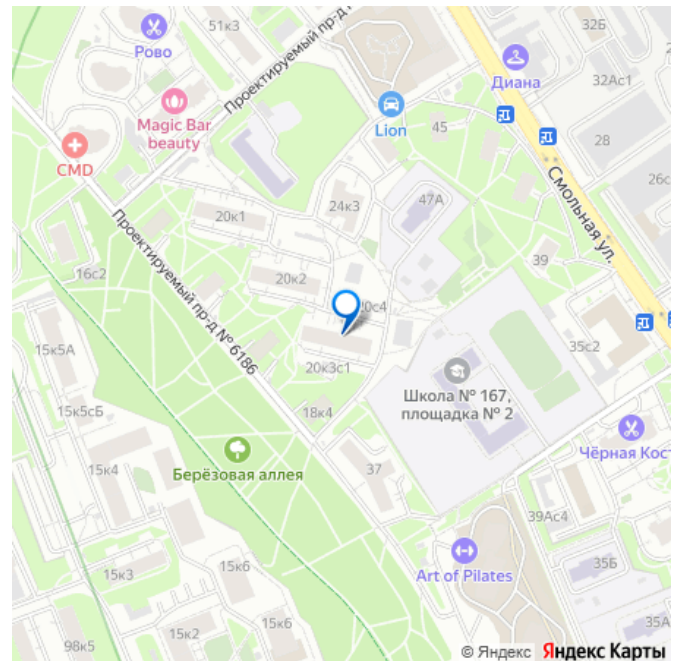 51к3
Проектируемый пр-д
32Б
Рово
Диана
32Ас1
Magic Bar
beauty
Lion
45
28
CMD
26с
Смольная ул.
20к1
24к3
47А
Проектируемый пр-д № 6186
39
16с2
20к2
20с4
15к5А
35с2
20к3с1
Школа № 167,
площадка № 2
15к5сБ
18к4
Чёрная Кост
15к4
Берёзовая аллея
37
39Ас4
15к3
15к6
Art of Pilates
35Б
15к2
15к6
35А
98к5
© Яндекс Яндекс Карты